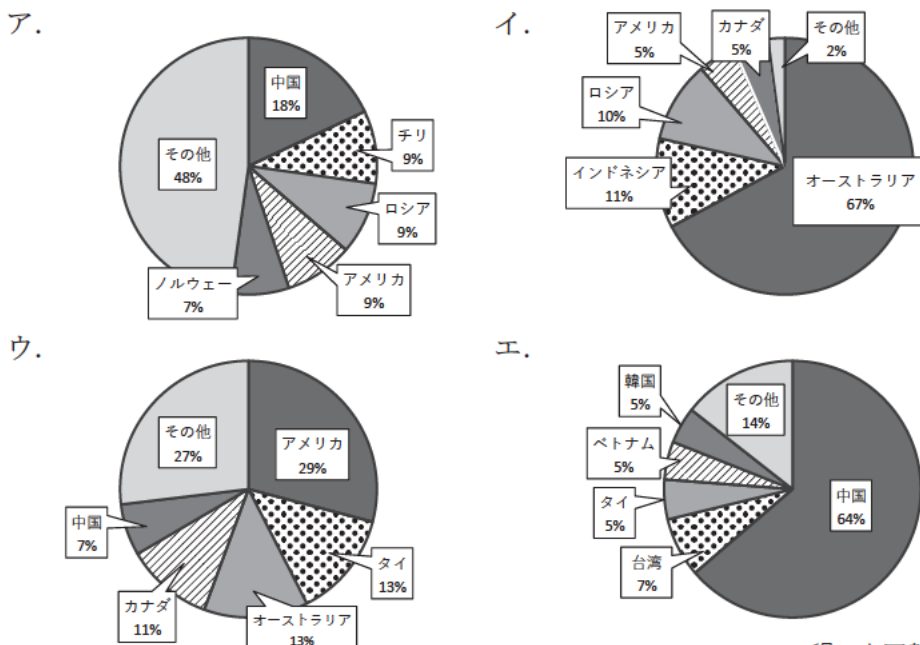 ア.
中国
18%
チリ
9%
ロシア
9%
アメリカ
9%
ノルウェー
7%
その他
48%
イ.
オーストラリア
67%
インドネシア
11%
ロシア
10%
アメリカ
5%
カナダ
5%
その他
2%
ウ.
アメリカ
29%
タイ
13%
オーストラリア
13%
カナダ
11%
中国
7%
その他
27%
エ.
中国
64%
台湾
7%
タイ
5%
ベトナム
5%
韓国
5%
その他
14%